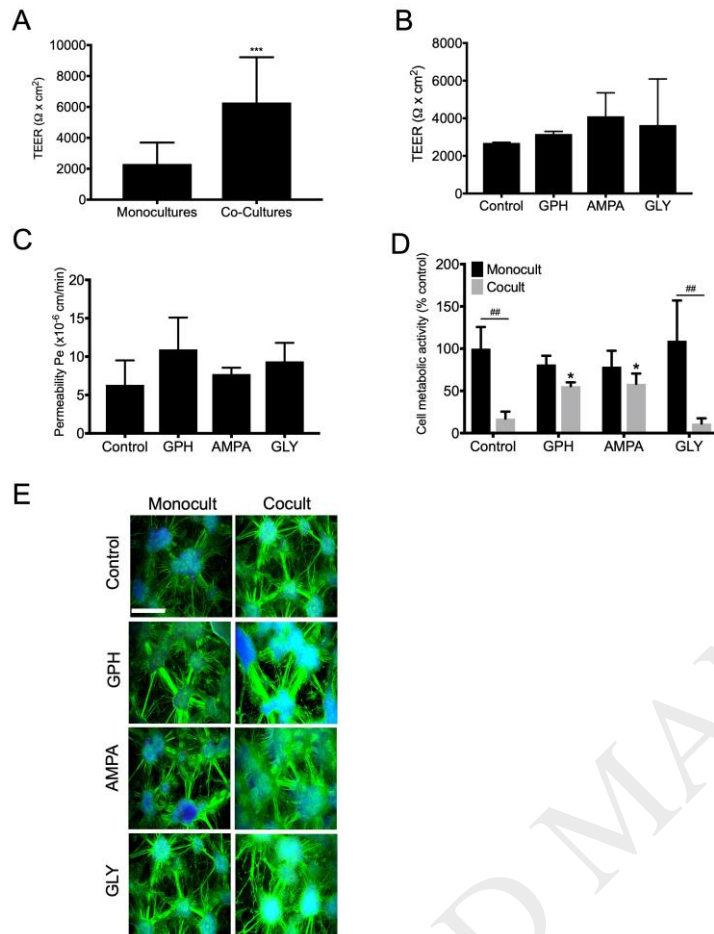 A
TEER (Ω x cm²)
10000
8000
6000
4000
2000
0
***
Monocultures Co-Cultures
B
TEER (Ω x cm²)
8000
6000
4000
2000
0
Control GPH AMPA GLY
C
Permeability Pe (x10⁻⁶ cm/min)
20
15
10
5
0
Control GPH AMPA GLY
D
Cell metabolic activity (% control)
200
150
100
50
0
Monocult
Cocult
##
*
*
##
Control GPH AMPA GLY
E
Monocult Cocult
Control
GPH
AMPA
GLY
D MA